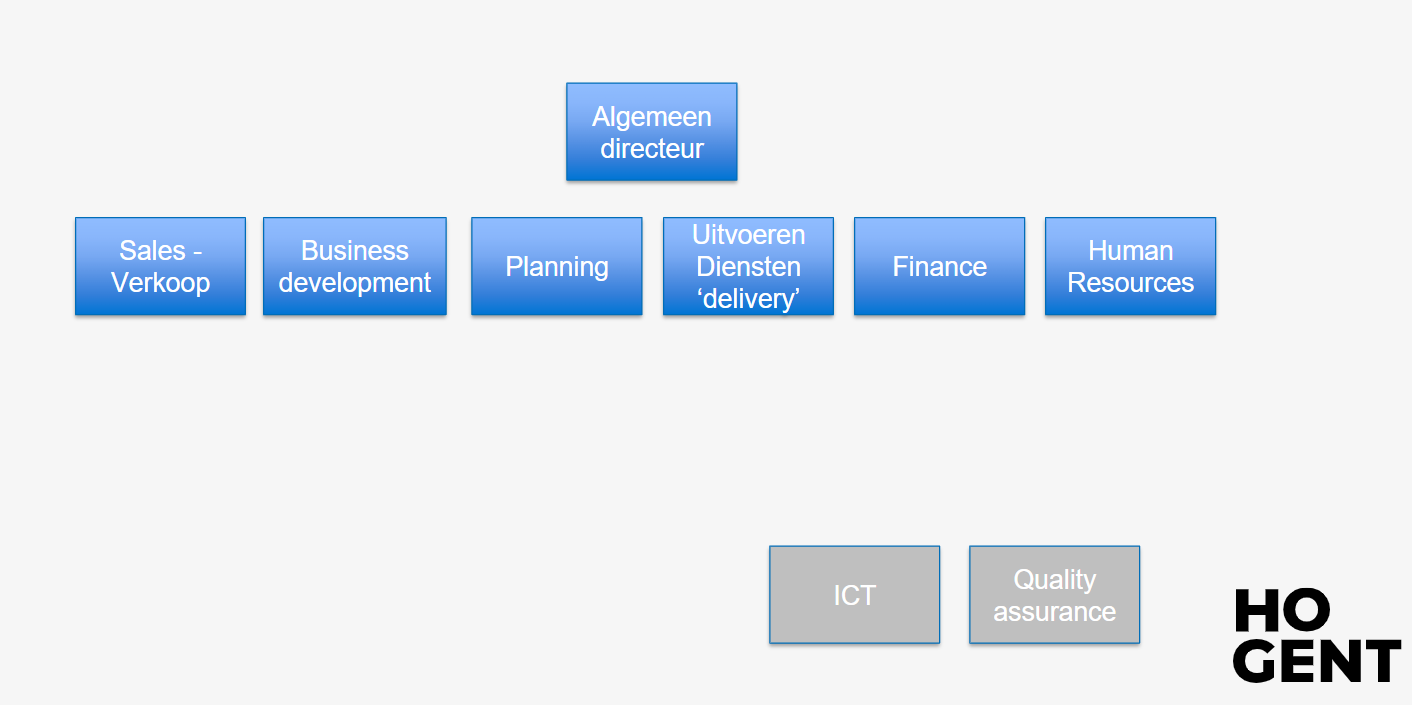 Algemeen
directeur
Sales -
Verkoop
Business
development
Planning
Uitvoeren
Diensten
‘delivery’
Finance
Human
Resources
ICT
Quality
assurance
HO
GENT